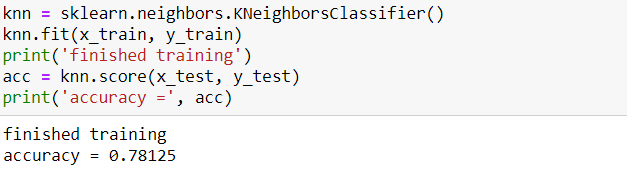 knn = sklearn.neighbors.KNeighborsClassifier()
knn.fit(x_train, y_train)
print('finished training')
acc = knn.score(x_test, y_test)
print('accuracy =', acc)
finished training
accuracy = 0.78125